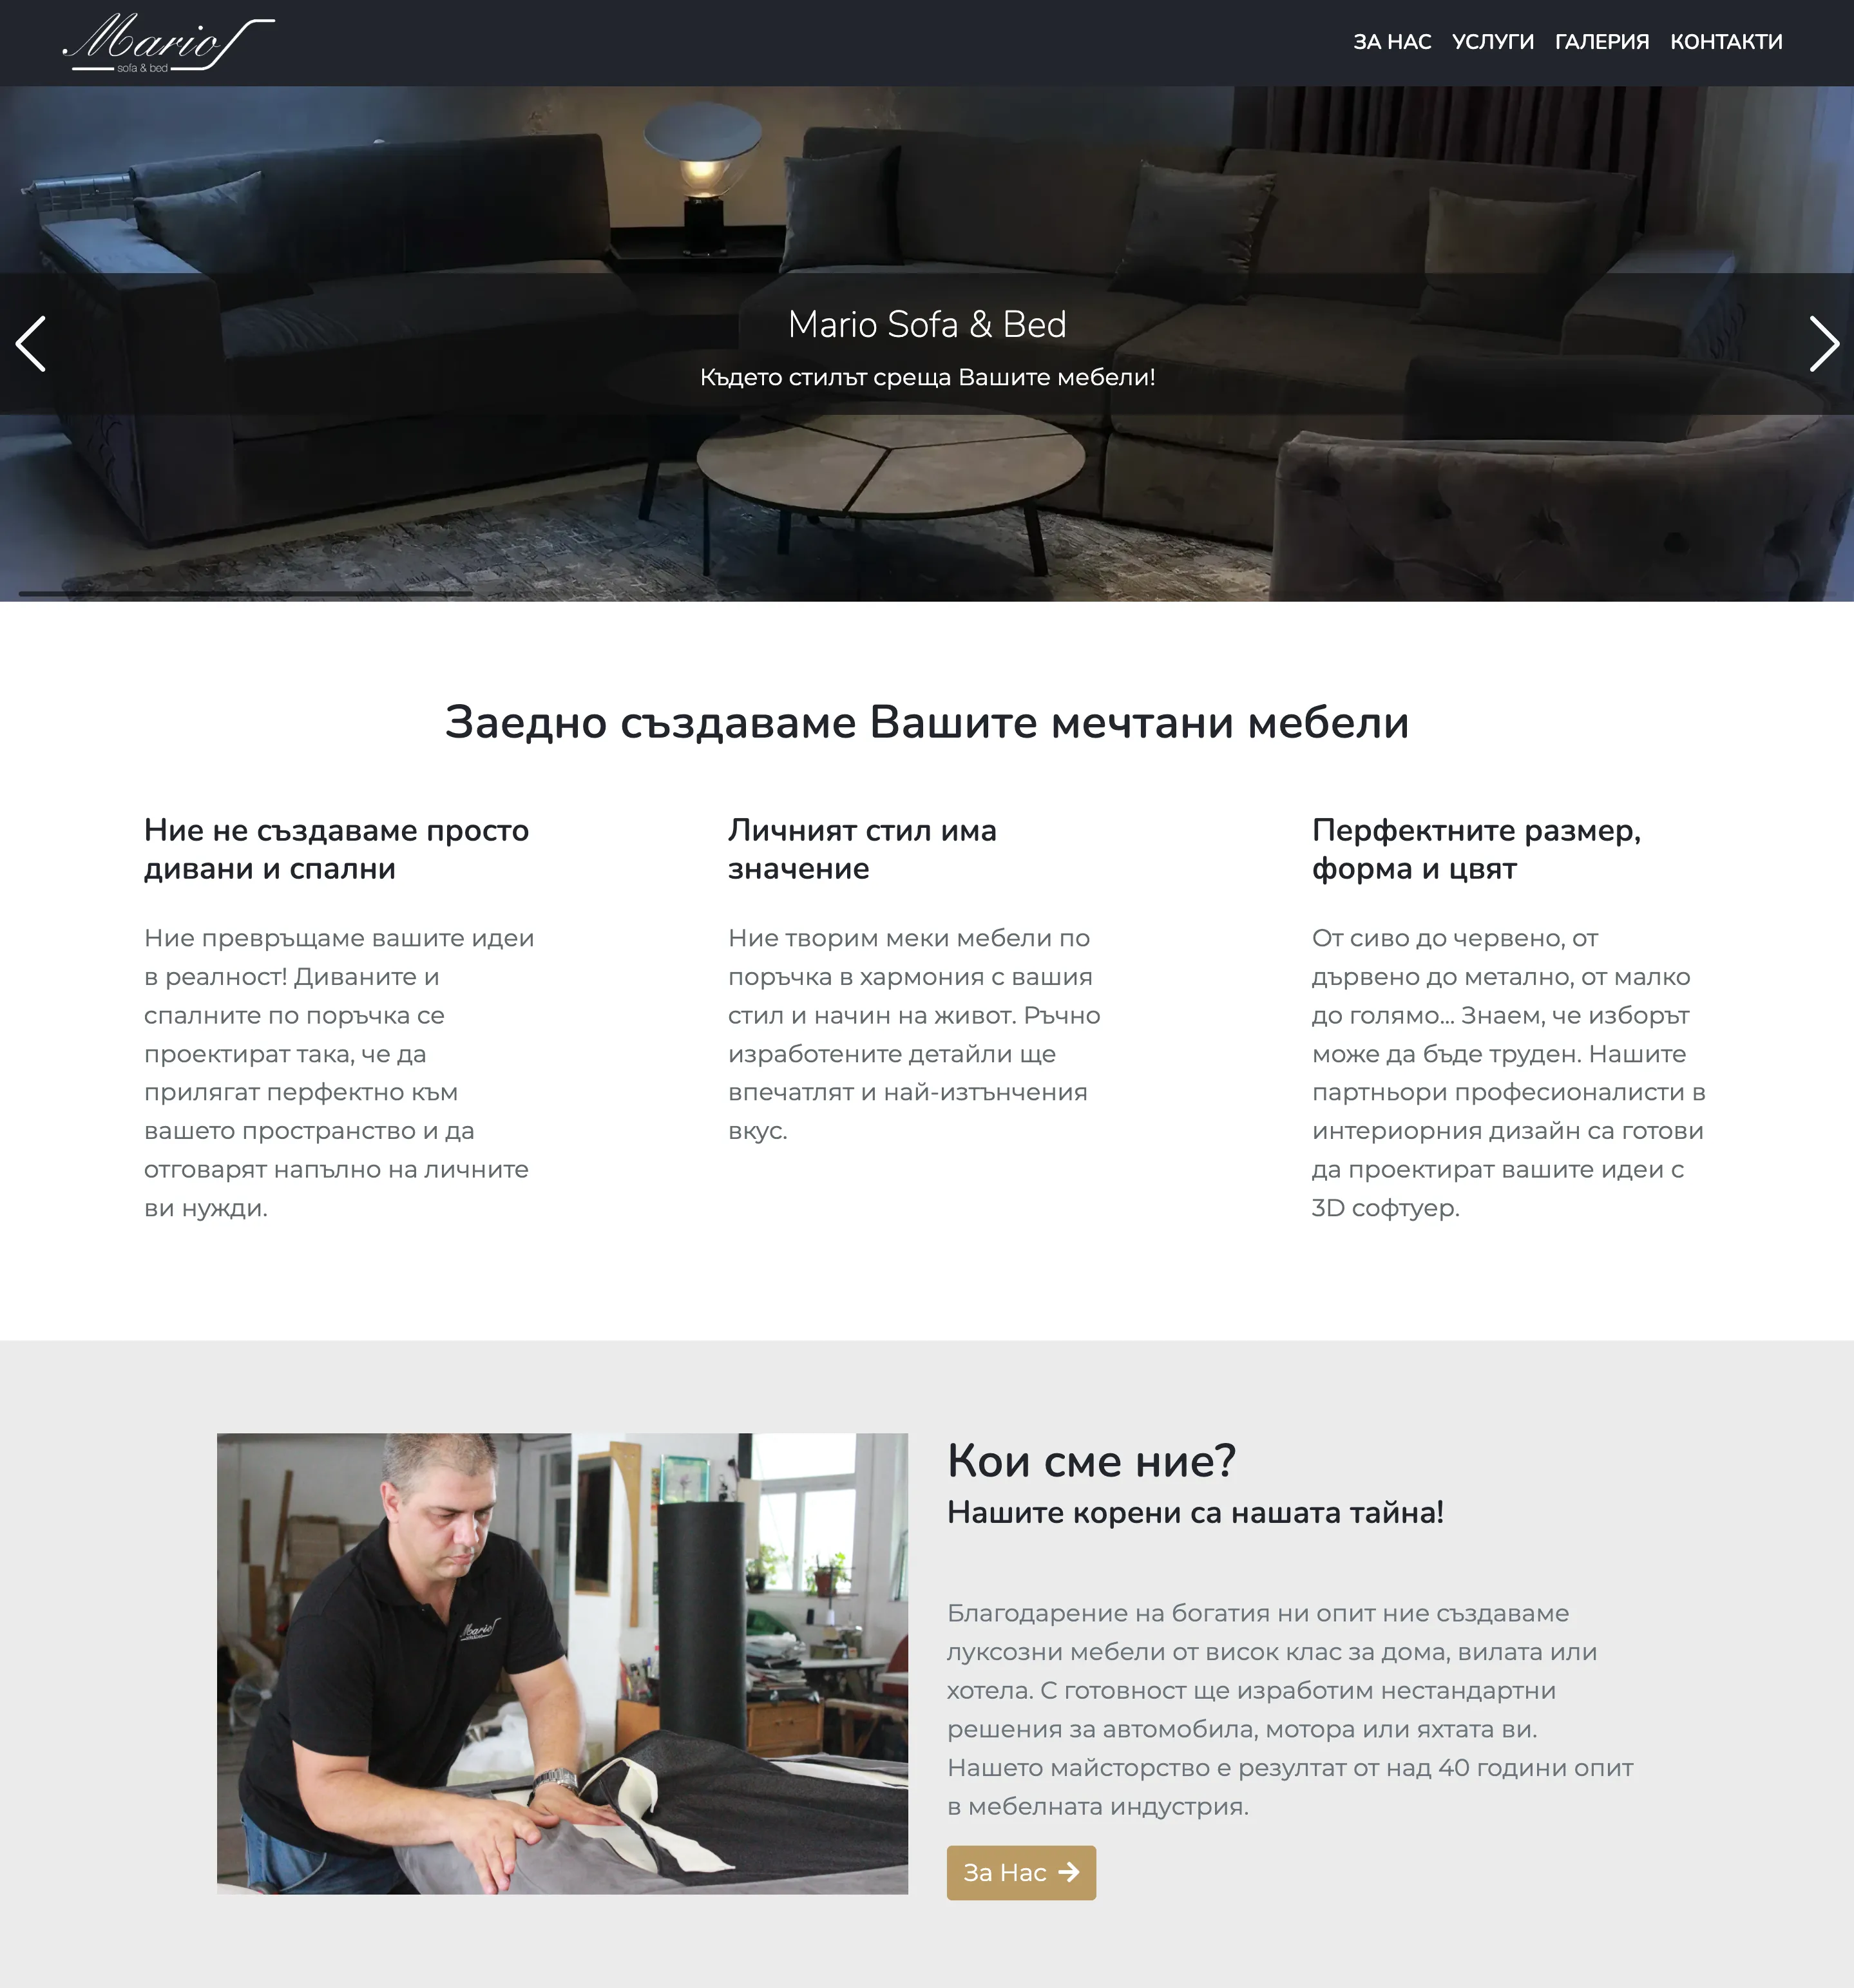 Mario
sofa & bed
ЗА НАС УСЛУГИ ГАЛЕРИЯ КОНТАКТИ
Mario Sofa & Bed
Където стилът среща Вашите мебели!
Заедно създаваме Вашите мечтани мебели
Ние не създаваме просто
дивани и спални
Ние превръщаме вашите идеи
в реалност! Диваните и
спалните по поръчка се
проектират така, че да
прилягат перфектно към
вашето пространство и да
отговарят напълно на личните
ви нужди.
Личният стил има
значение
Ние творим меки мебели по
поръчка в хармония с вашия
стил и начин на живот. Ръчно
изработените детайли ще
впечатлят и най-изтънчения
вкус.
Перфектните размер,
форма и цвят
От сиво до червено, от
дървено до метално, от малко
до голямо... Знаем, че изборът
може да бъде труден. Нашите
партньори професионалисти в
интериорния дизайн са готови
да проектират вашите идеи с
3D софтуер.
Mario
Кои сме ние?
Нашите корени са нашата тайна!
Благодарение на богатия ни опит ние създаваме
луксозни мебели от висок клас за дома, вилата или
хотела. С готовност ще изработим нестандартни
решения за автомобила, мотора или яхтата ви.
Нашето майсторство е резултат от над 40 години опит
в мебелната индустрия.
За Нас